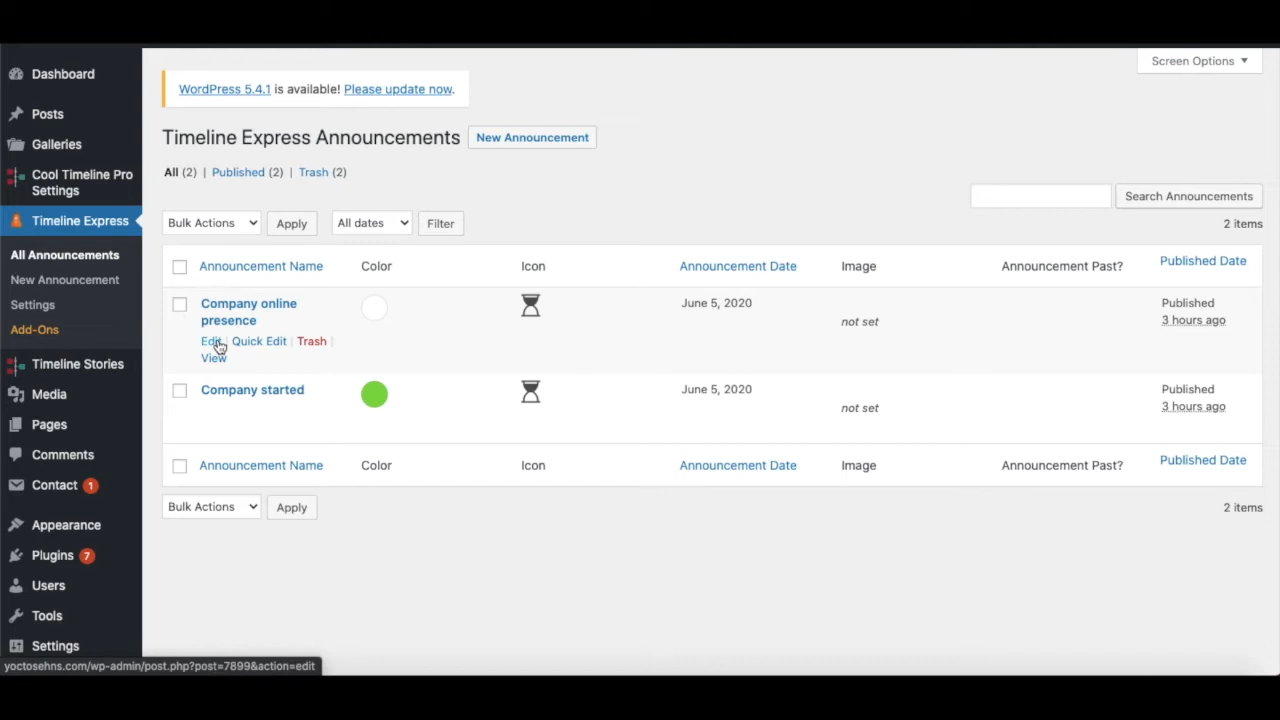 Screen Options ▼
Dashboard
Posts
Galleries
Cool Timeline Pro
Settings
Timeline Express
All Announcements
New Announcement
Settings
Add-Ons
Timeline Stories
Media
Pages
Comments
Contact 1
Appearance
Plugins 7
Users
Tools
Settings
WordPress 5.4.1 is available! Please update now.
Timeline Express Announcements New Announcement
All (2) | Published (2) | Trash (2)
Search Announcements
Bulk Actions Apply All dates Filter 2 items
Announcement Name Color Icon Announcement Date Image Announcement Past? Published Date
Company online June 5, 2020 Published
presence not set 3 hours ago
Edit | Quick Edit | Trash |
View
Company started June 5, 2020 Published
not set 3 hours ago
Announcement Name Color Icon Announcement Date Image Announcement Past? Published Date
Bulk Actions Apply 2 items
yoctosehns.com/wp-admin/post.php?post=7899&action=edit